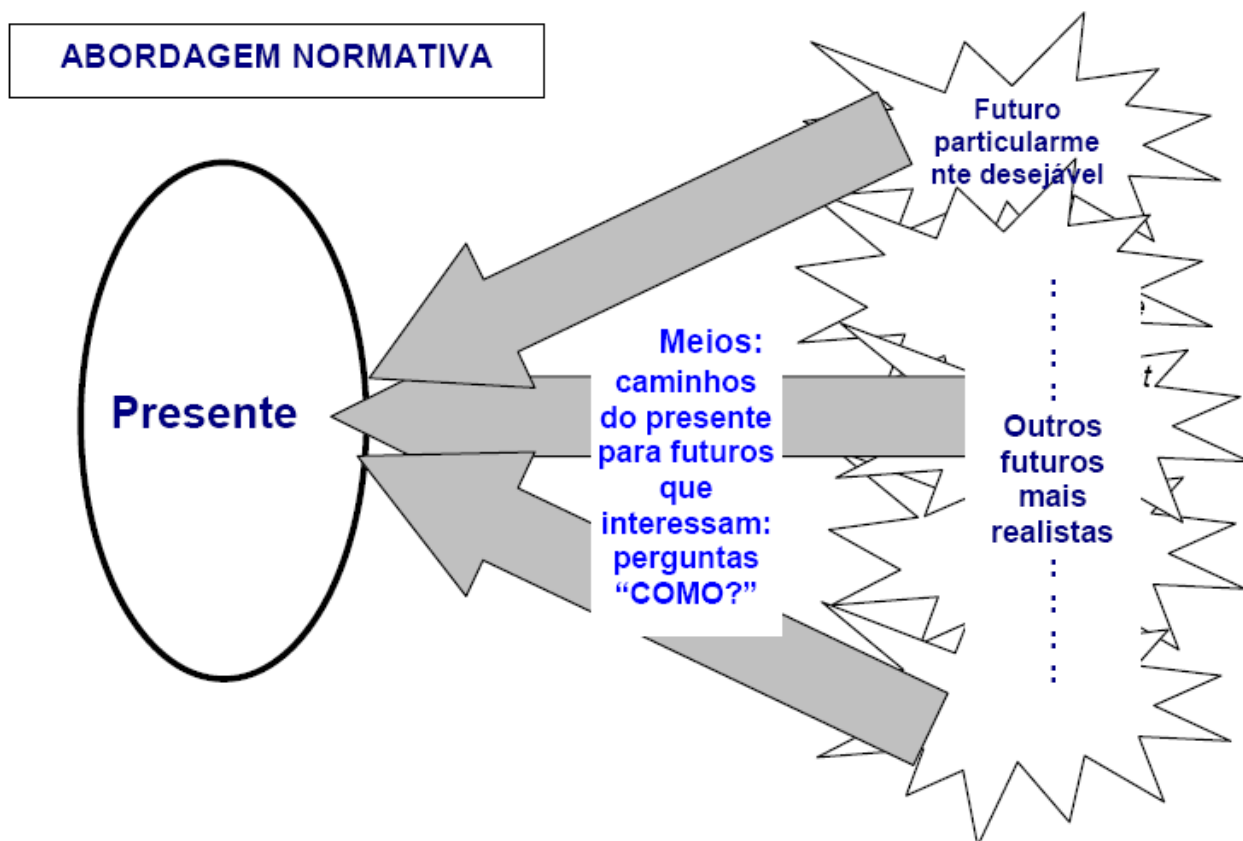 ABORDAGEM NORMATIVA
Futuro
particularme
nte desejável
Presente
Meios:
caminhos
do presente
para futuros
que
interessam:
perguntas
“COMO?”
Outros
futuros
mais
realistas